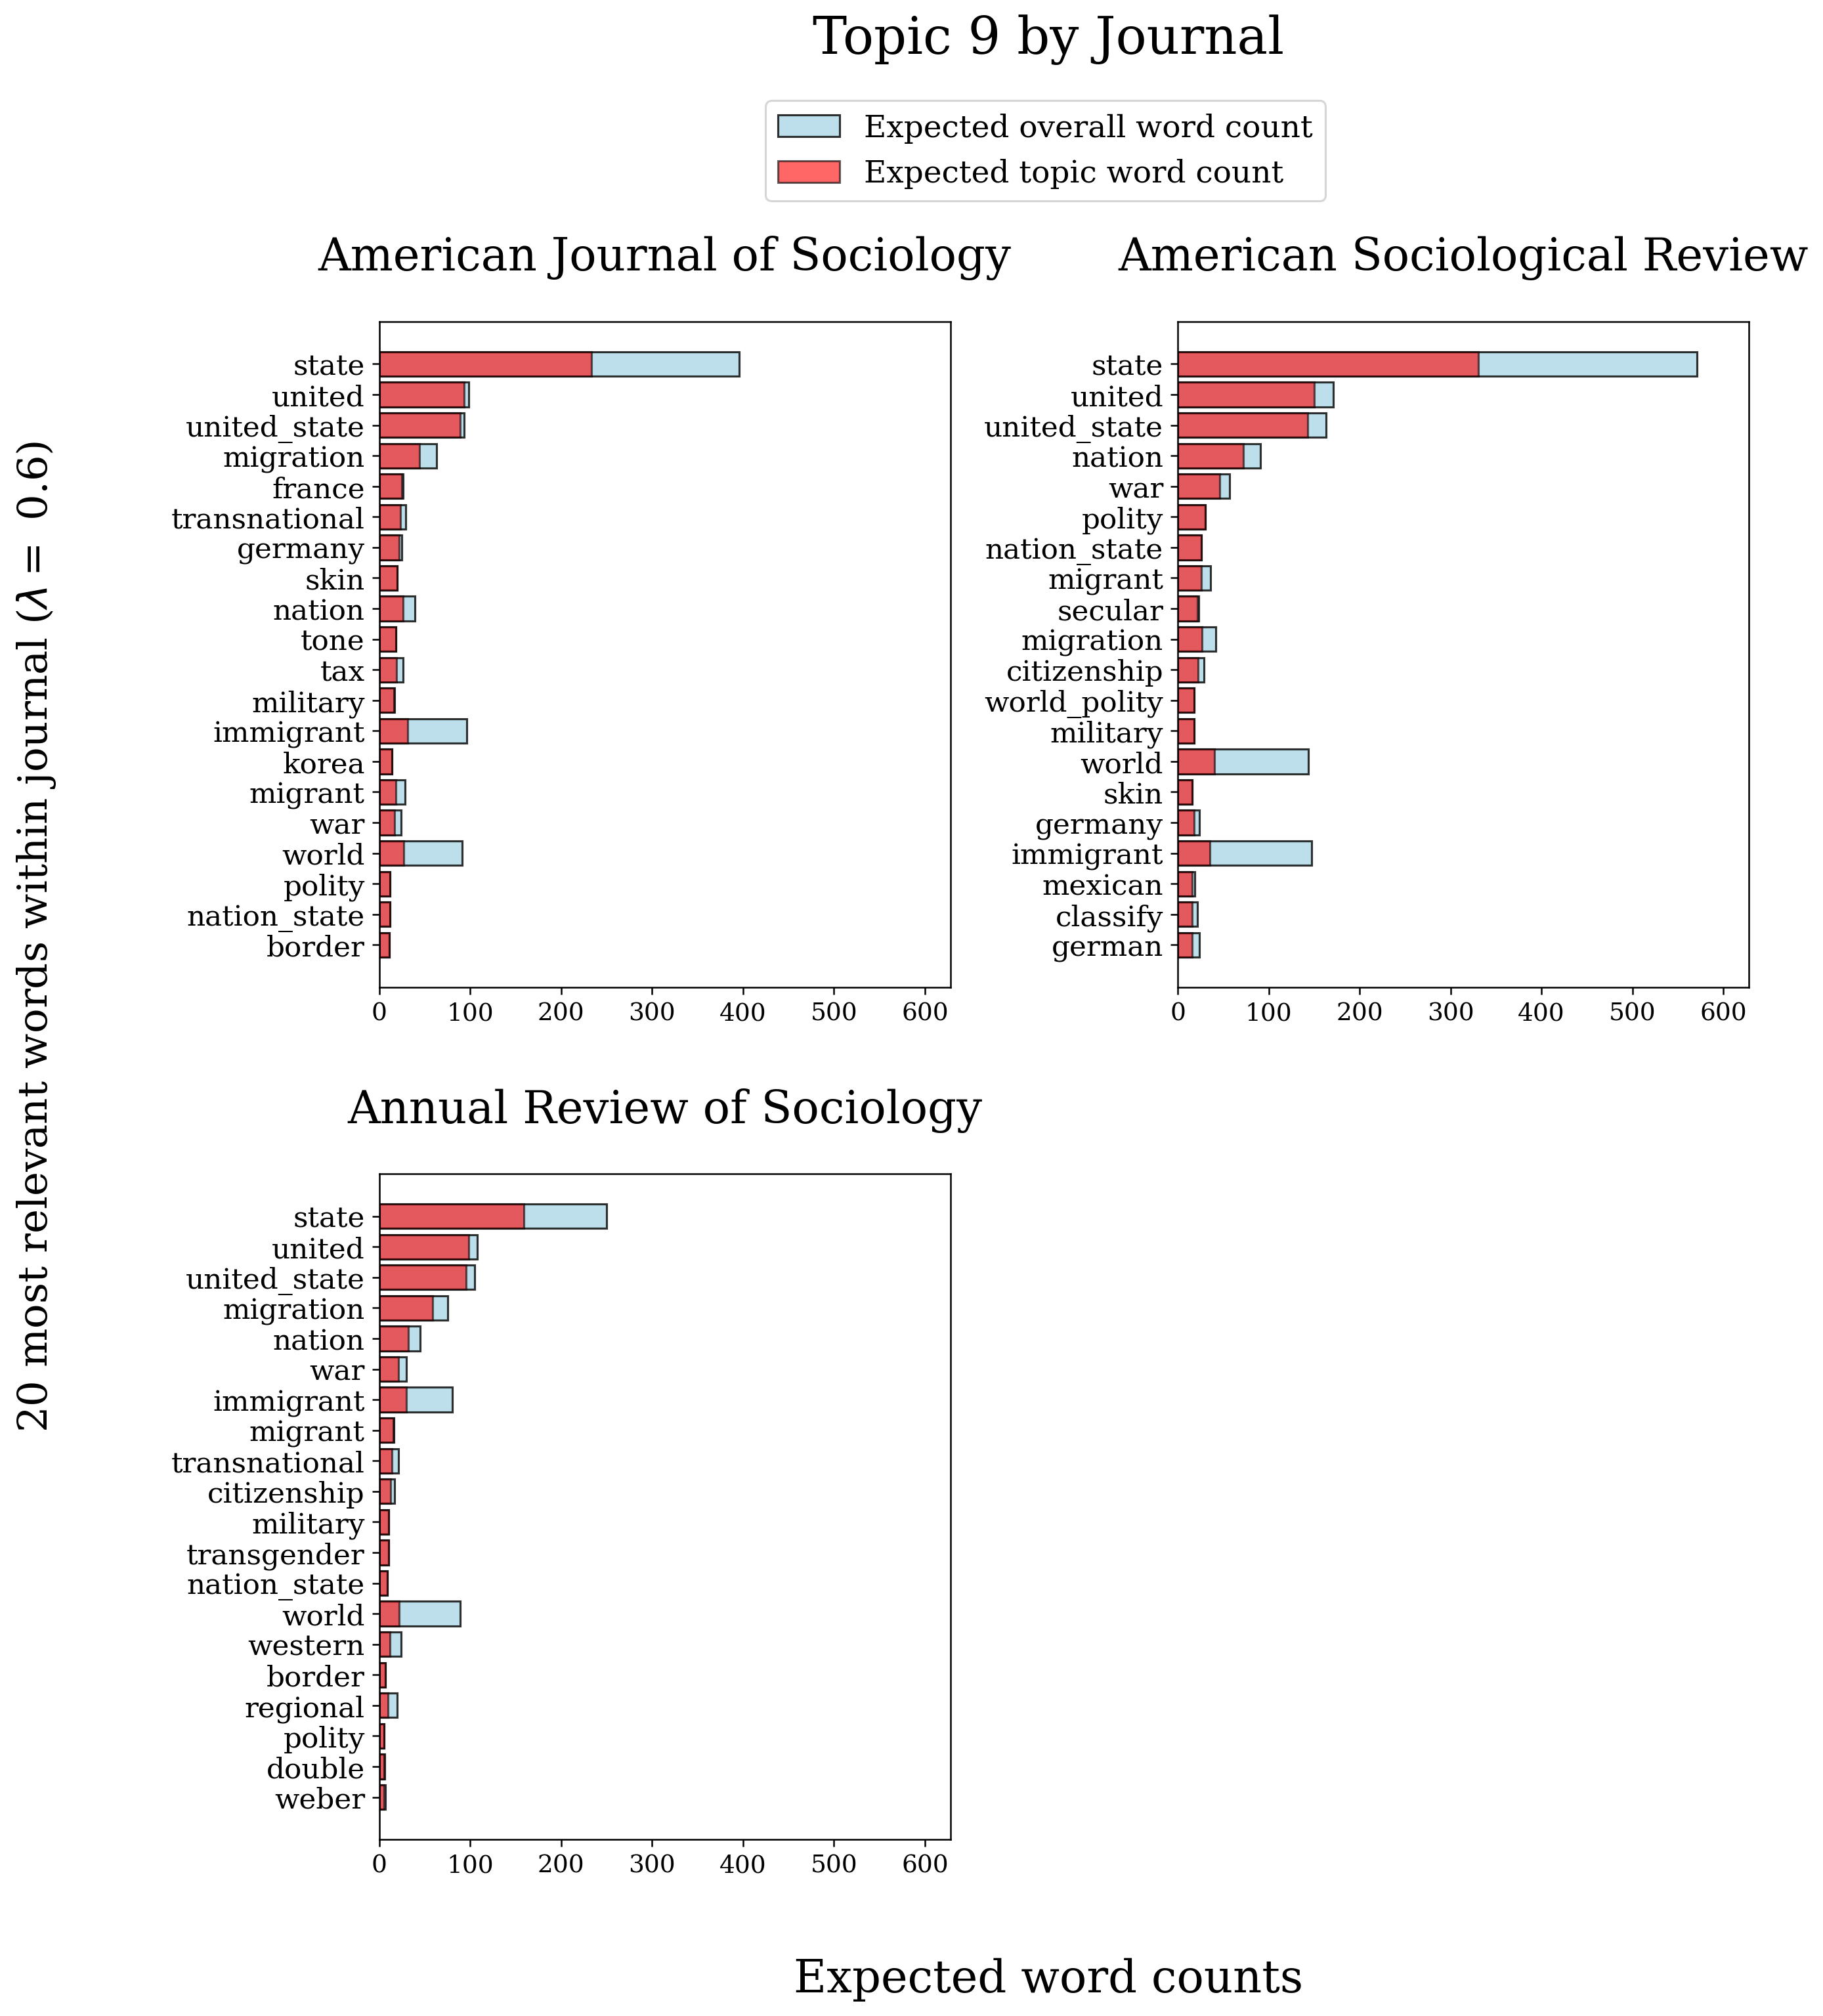 Topic 9 by Journal
Expected overall word count
Expected topic word count
20 most relevant words within journal (λ = 0.6)
American Journal of Sociology
state
united
united_state
migration
france
transnational
germany
skin
nation
tone
tax
military
immigrant
korea
migrant
war
world
polity
nation_state
border
0 100 200 300 400 500 600
American Sociological Review
state
united
united_state
nation
war
polity
nation_state
migrant
secular
migration
citizenship
world_polity
military
world
skin
germany
immigrant
mexican
classify
german
0 100 200 300 400 500 600
Annual Review of Sociology
state
united
united_state
migration
nation
war
immigrant
migrant
transnational
citizenship
military
transgender
nation_state
world
western
border
regional
polity
double
weber
0 100 200 300 400 500 600
Expected word counts